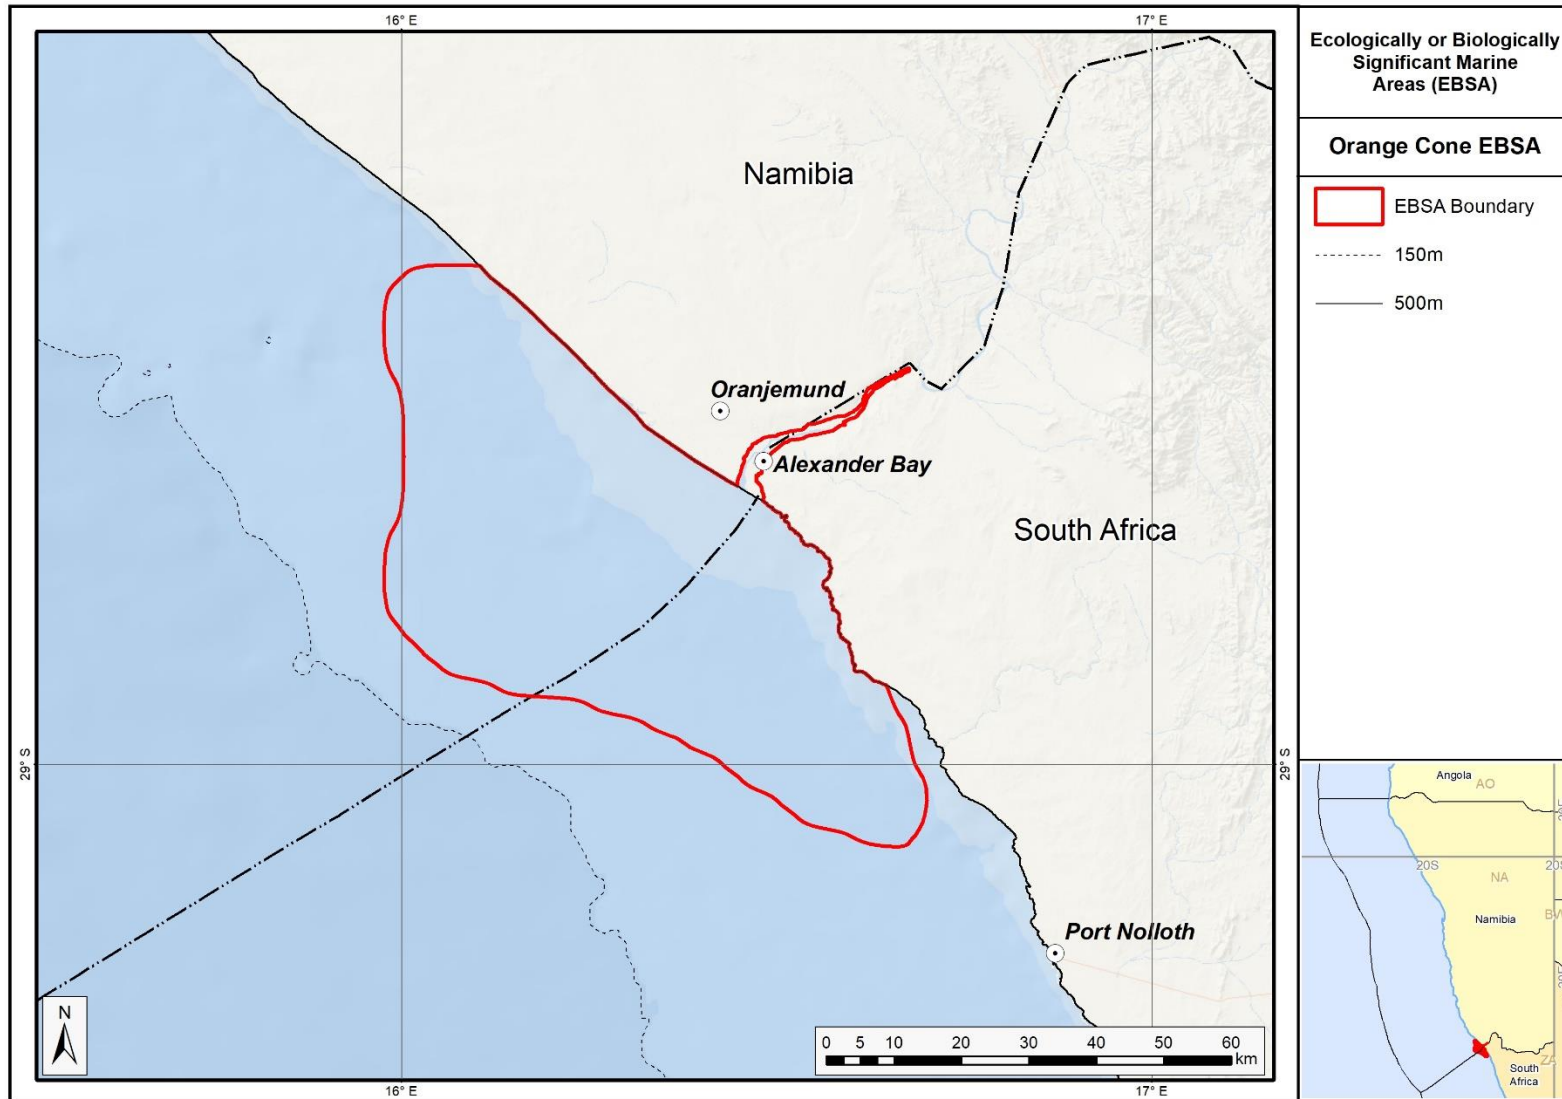 16° E
17° E
Namibia
Oranjemund
Alexander Bay
South Africa
29° S
29° S
Port Nolloth
N
0 5 10 20 30 40 50 60
km
16° E
17° E
Ecologically or Biologically
Significant Marine
Areas (EBSA)
Orange Cone EBSA
EBSA Boundary
150m
500m
Angola
AO
20S
NA
Namibia
ZA
South
Africa